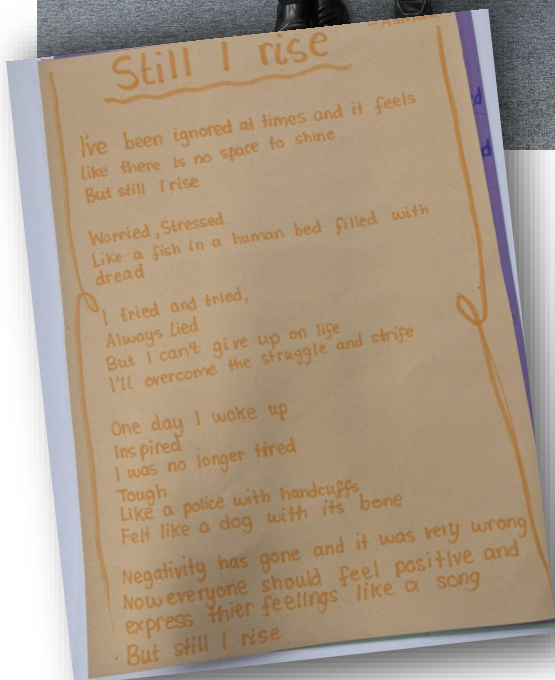 Still I rise
I've been ignored at times and it feels
like there is no space to shine
But still I rise
Worried, Stressed
Like a fish in a human bed filled with
dread
I tried and tried,
Always lied
But I can't give up on life
I'll overcome the struggle and strife
One day I woke up
Inspired
I was no longer tired
Tough
Like a police with handcuffs
Felt like a dog with its bone
Negativity has gone and it was very wrong
Now everyone should feel positive and
express thier feelings like a song
But still I rise
d
d